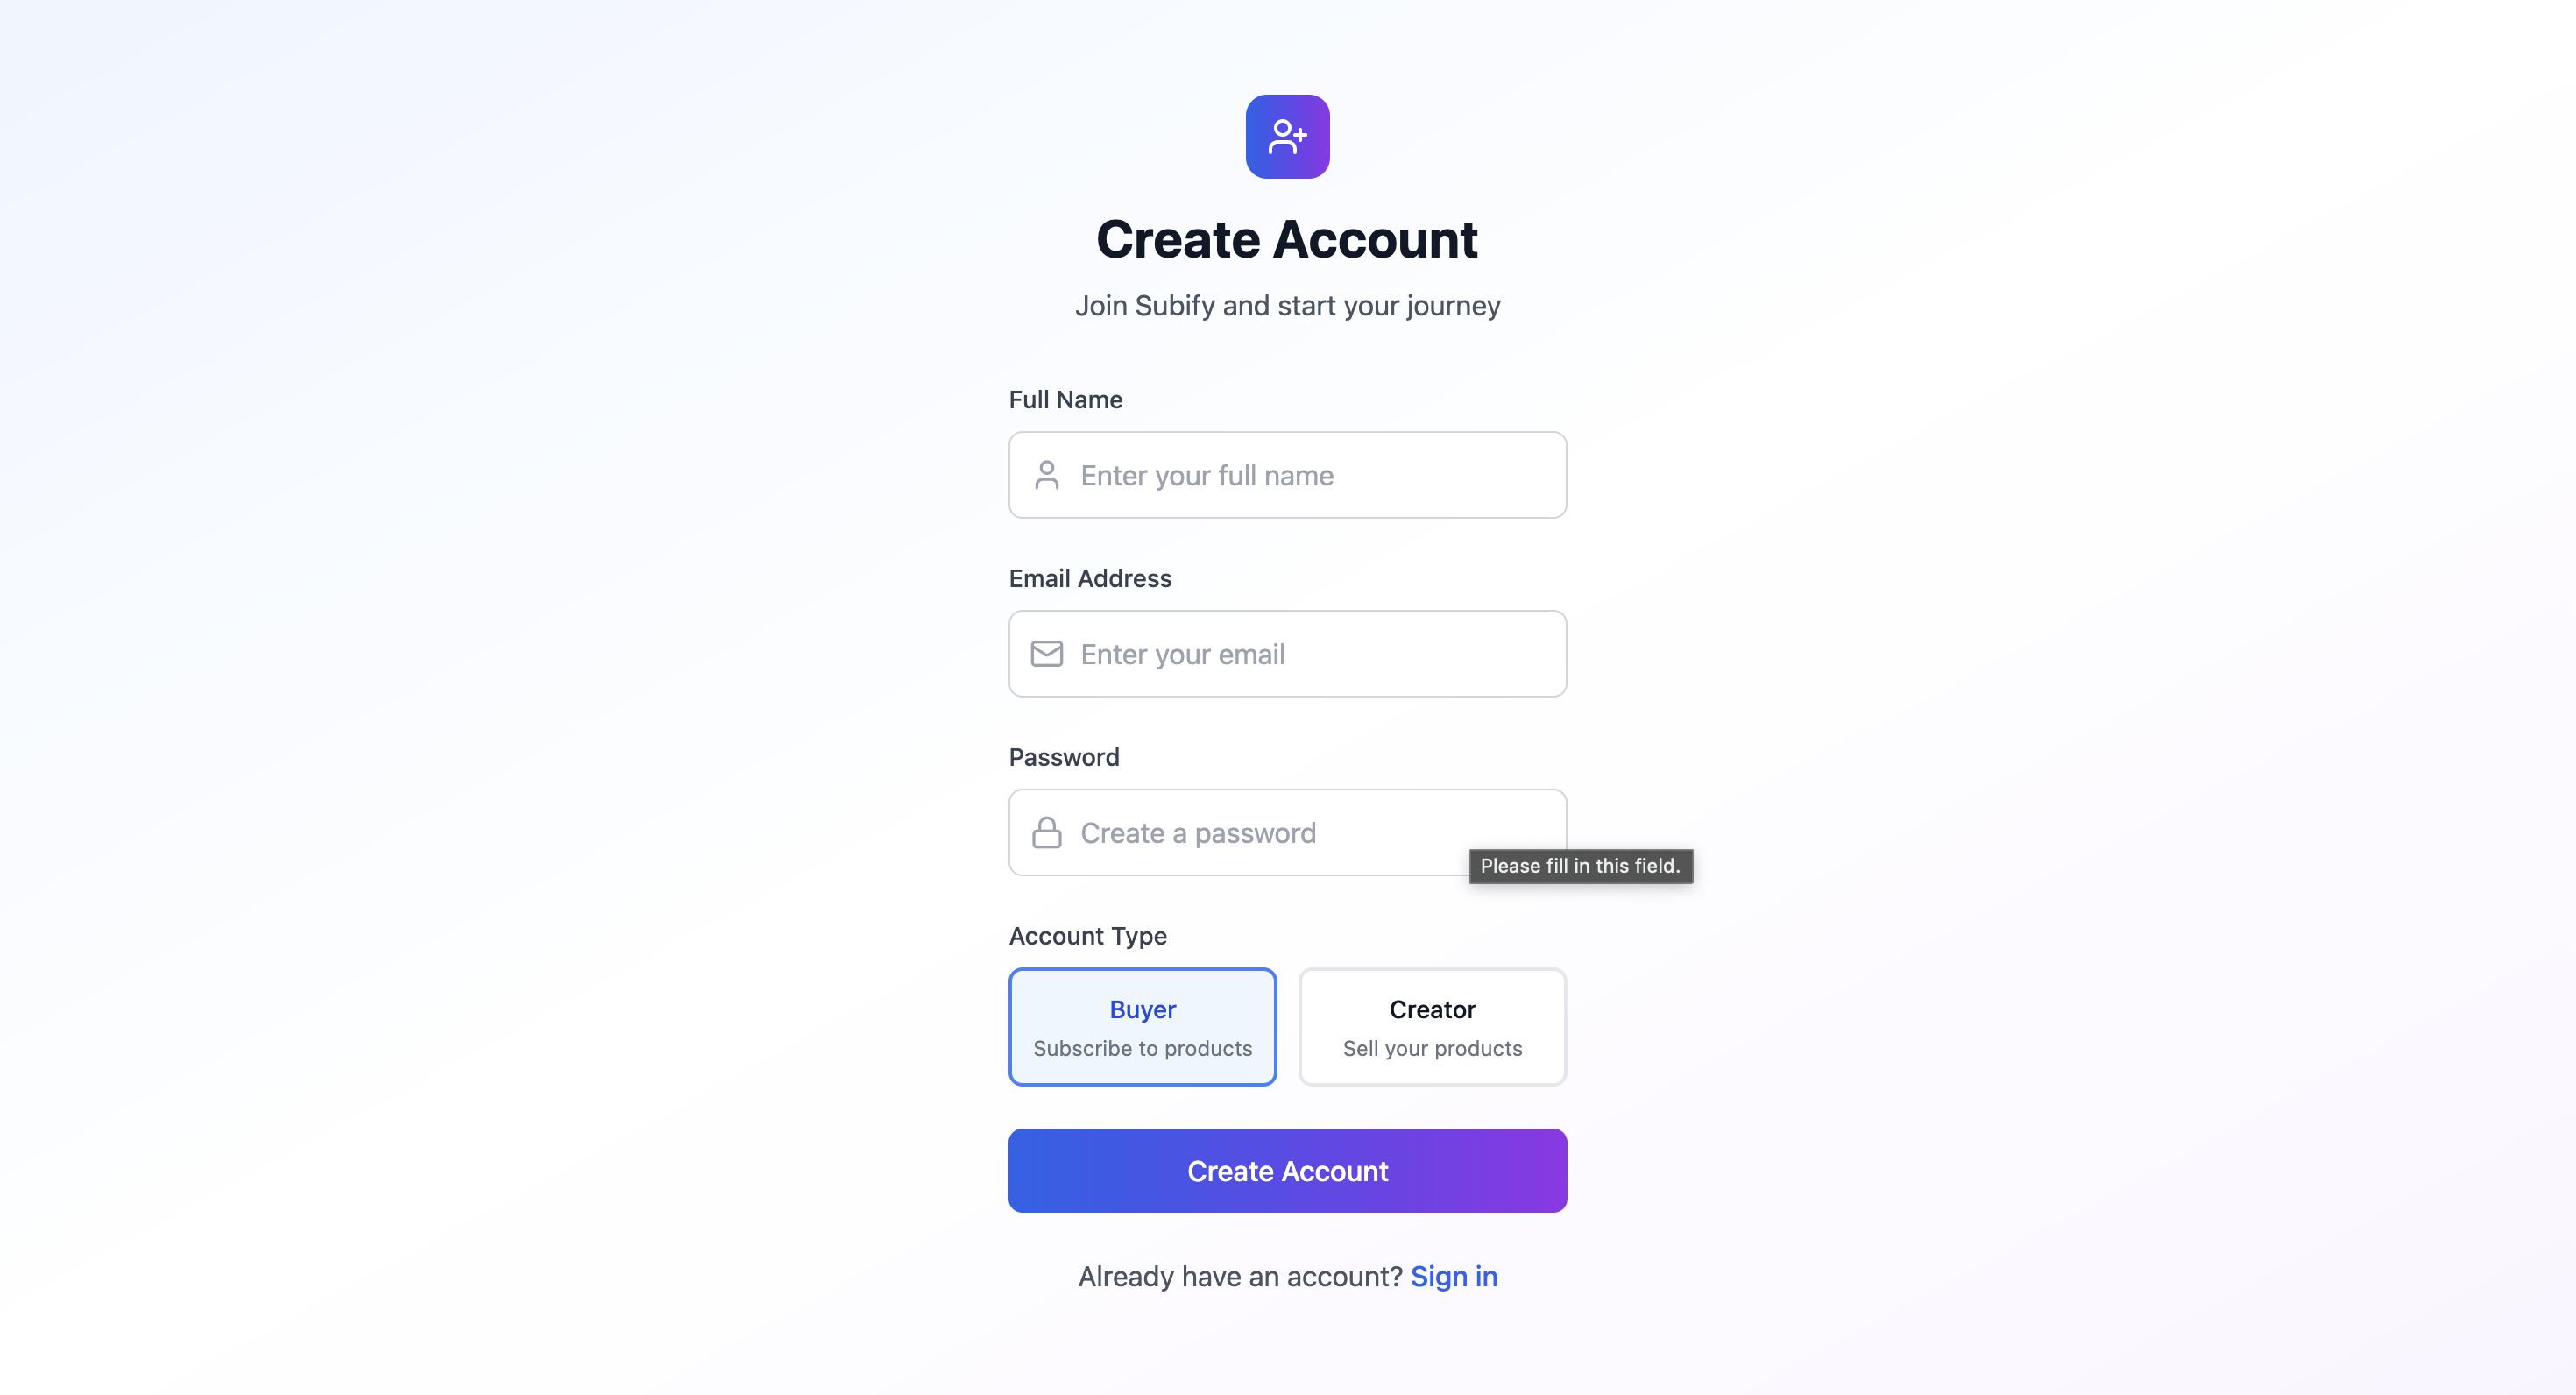 Create Account
Join Subify and start your journey
Full Name
Enter your full name
Email Address
Enter your email
Password
Create a password
Please fill in this field.
Account Type
Buyer
Subscribe to products
Creator
Sell your products
Create Account
Already have an account? Sign in